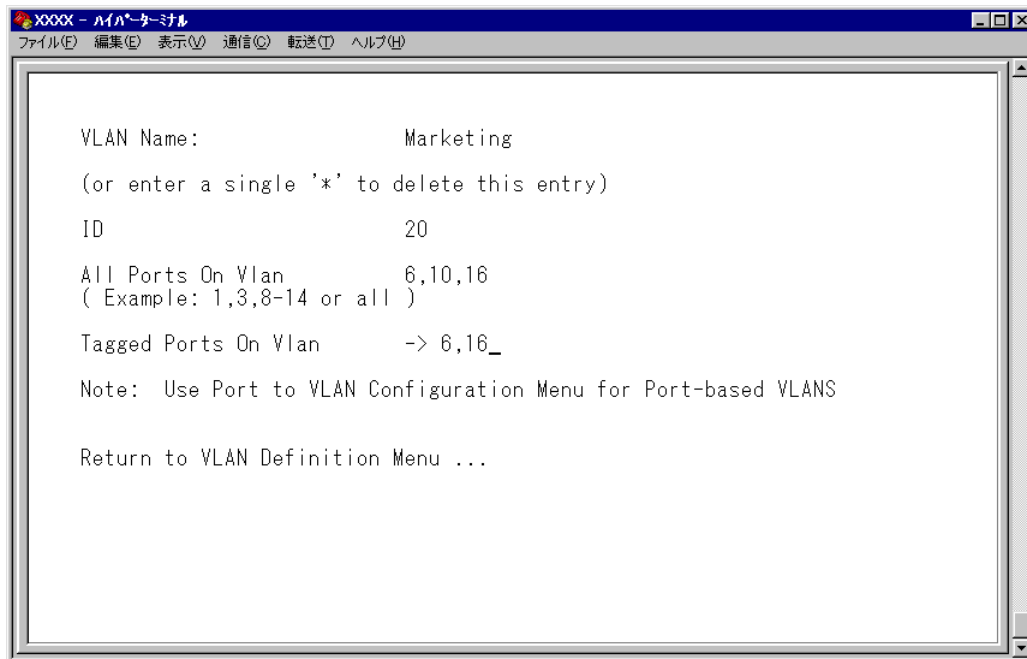 XXXX - ハイパーターミナル
ファイル(F) 編集(E) 表示(V) 通信(C) 転送(T) ヘルプ(H)
VLAN Name: Marketing
(or enter a single '*' to delete this entry)
ID 20
All Ports On Vlan 6,10,16
( Example: 1,3,8-14 or all )
Tagged Ports On Vlan -> 6,16_
Note: Use Port to VLAN Configuration Menu for Port-based VLANS
Return to VLAN Definition Menu ...